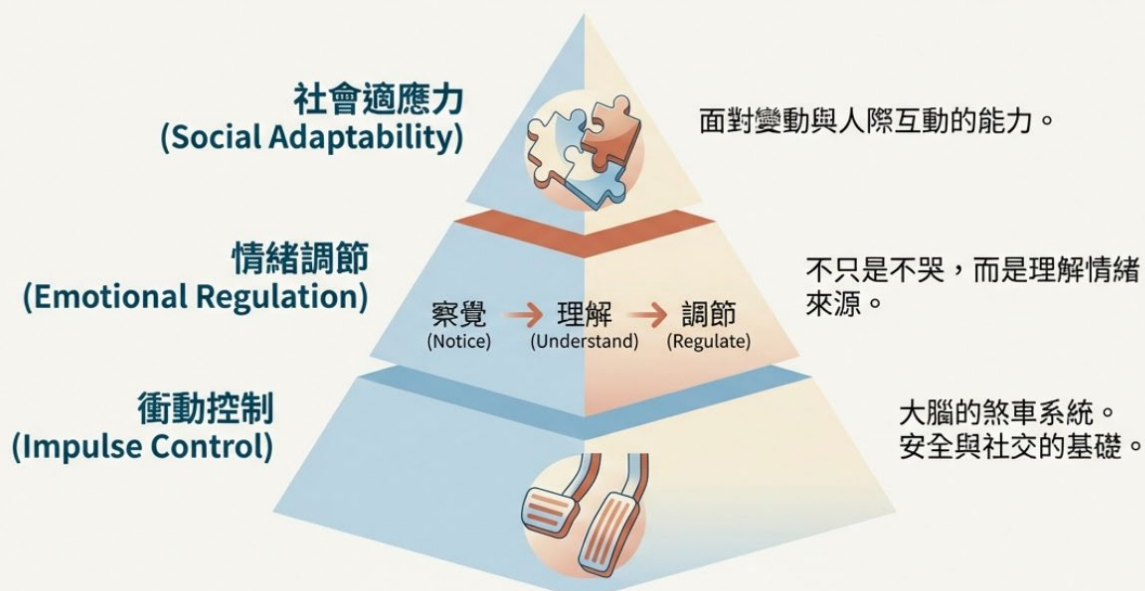 社會適應力
(Social Adaptability)
面對變動與人際互動的能力。
情緒調節
(Emotional Regulation)
察覺
(Notice)
理解
(Understand)
調節
(Regulate)
不只是不哭，而是理解情緒
來源。
衝動控制
(Impulse Control)
大腦的煞車系統。
安全與社交的基礎。